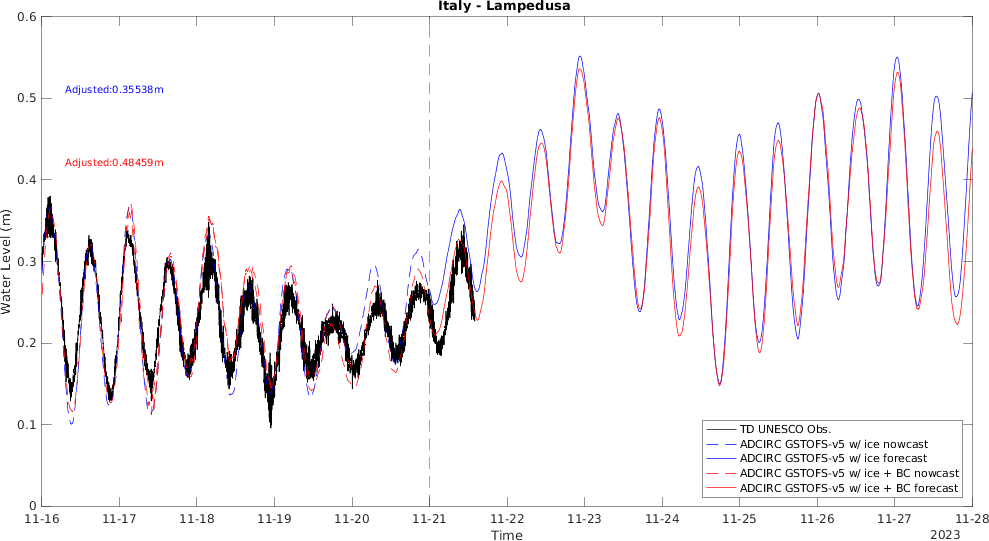 Italy - Lampedusa
Water Level (m)
0.6
0.5
0.4
0.3
0.2
0.1
0
Adjusted:0.35538m
Adjusted:0.48459m
TD UNESCO Obs.
ADCIRC GSTOFS-v5 w/ ice nowcast
ADCIRC GSTOFS-v5 w/ ice forecast
ADCIRC GSTOFS-v5 w/ ice + BC nowcast
ADCIRC GSTOFS-v5 w/ ice + BC forecast
11-16 11-17 11-18 11-19 11-20 11-21 11-22 11-23 11-24 11-25 11-26 11-27 11-28
Time
2023